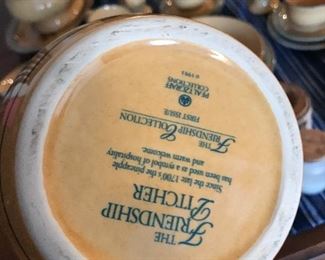 THE
FRIENDSHIP
PITCHER
Since the late 1700's the pineapple
has been used as a symbol of hospitality
and warm welcome.
THE
FRIENDSHIP COLLECTION
FIRST ISSUE
PFALTZGRAFF
COLLECTIONS